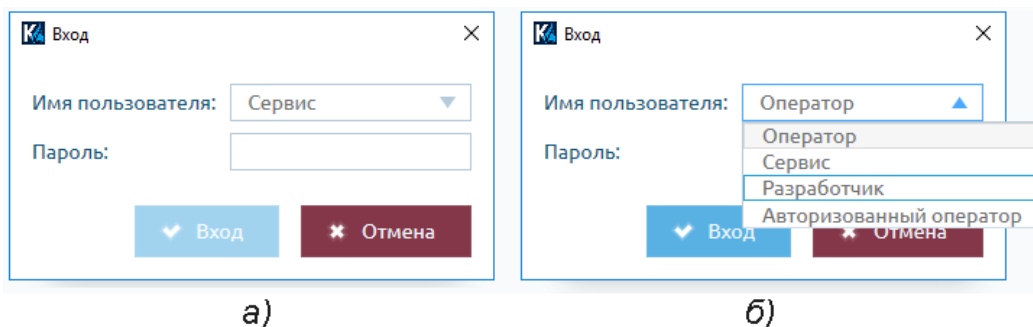 Вход
Имя пользователя: Сервис
Пароль:
Вход Отмена
а)
Вход
Имя пользователя: Оператор
Оператор
Пароль:
Сервис
Разработчик
Авторизованный оператор
Вход Отмена
б)